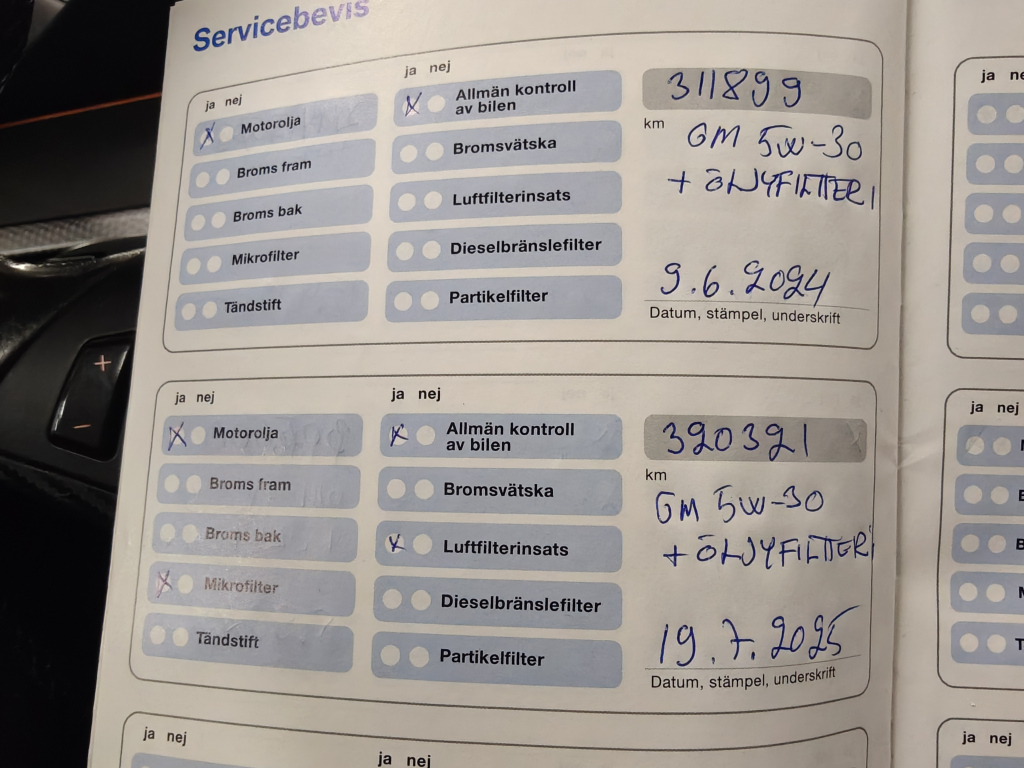 Servicebevis
ja nej
ja nej
X Motorolja
Broms fram
Broms bak
Mikrofilter
Tändstift
X Allmän kontroll
av bilen
Bromsvätska
Luftfilterinsats
Dieselbränslefilter
Partikelfilter
311899
km
GM 5W-30
+ ÖLJYFILTTERI
9.6.2024
Datum, stämpel, underskrift
ja nej
ja nej
X Motorolja
Broms fram
Broms bak
X Mikrofilter
Tändstift
X Allmän kontroll
av bilen
Bromsvätska
X Luftfilterinsats
Dieselbränslefilter
Partikelfilter
320321
km
GM 5W-30
+ ÖLJYFILTTERI
19.7.2025
Datum, stämpel, underskrift
ja nej
ja nej
ja
ja nej
ja nej
+
-